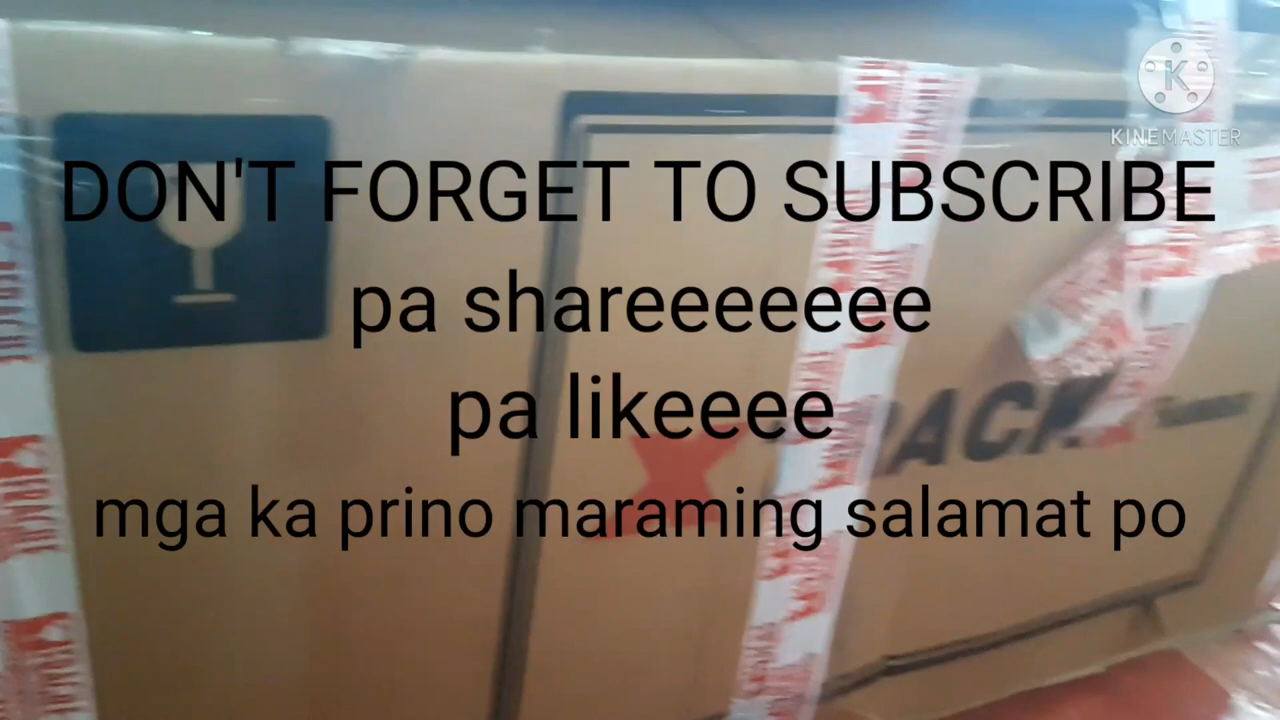 KINEMASTER
DON'T FORGET TO SUBSCRIBE
pa shareeeeeee
pa likeeee
mga ka prino maraming salamat po